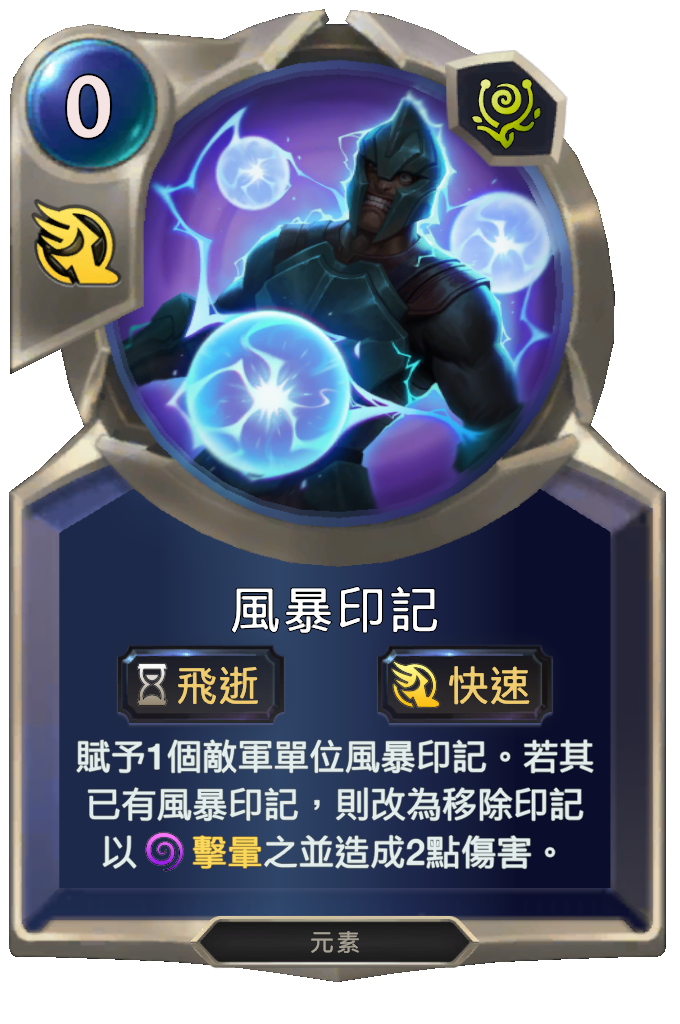 0
風暴印記
飛逝 快速
賦予1個敵軍單位風暴印記。若其
已有風暴印記，則改為移除印記
以 擊暈之並造成2點傷害。
元素